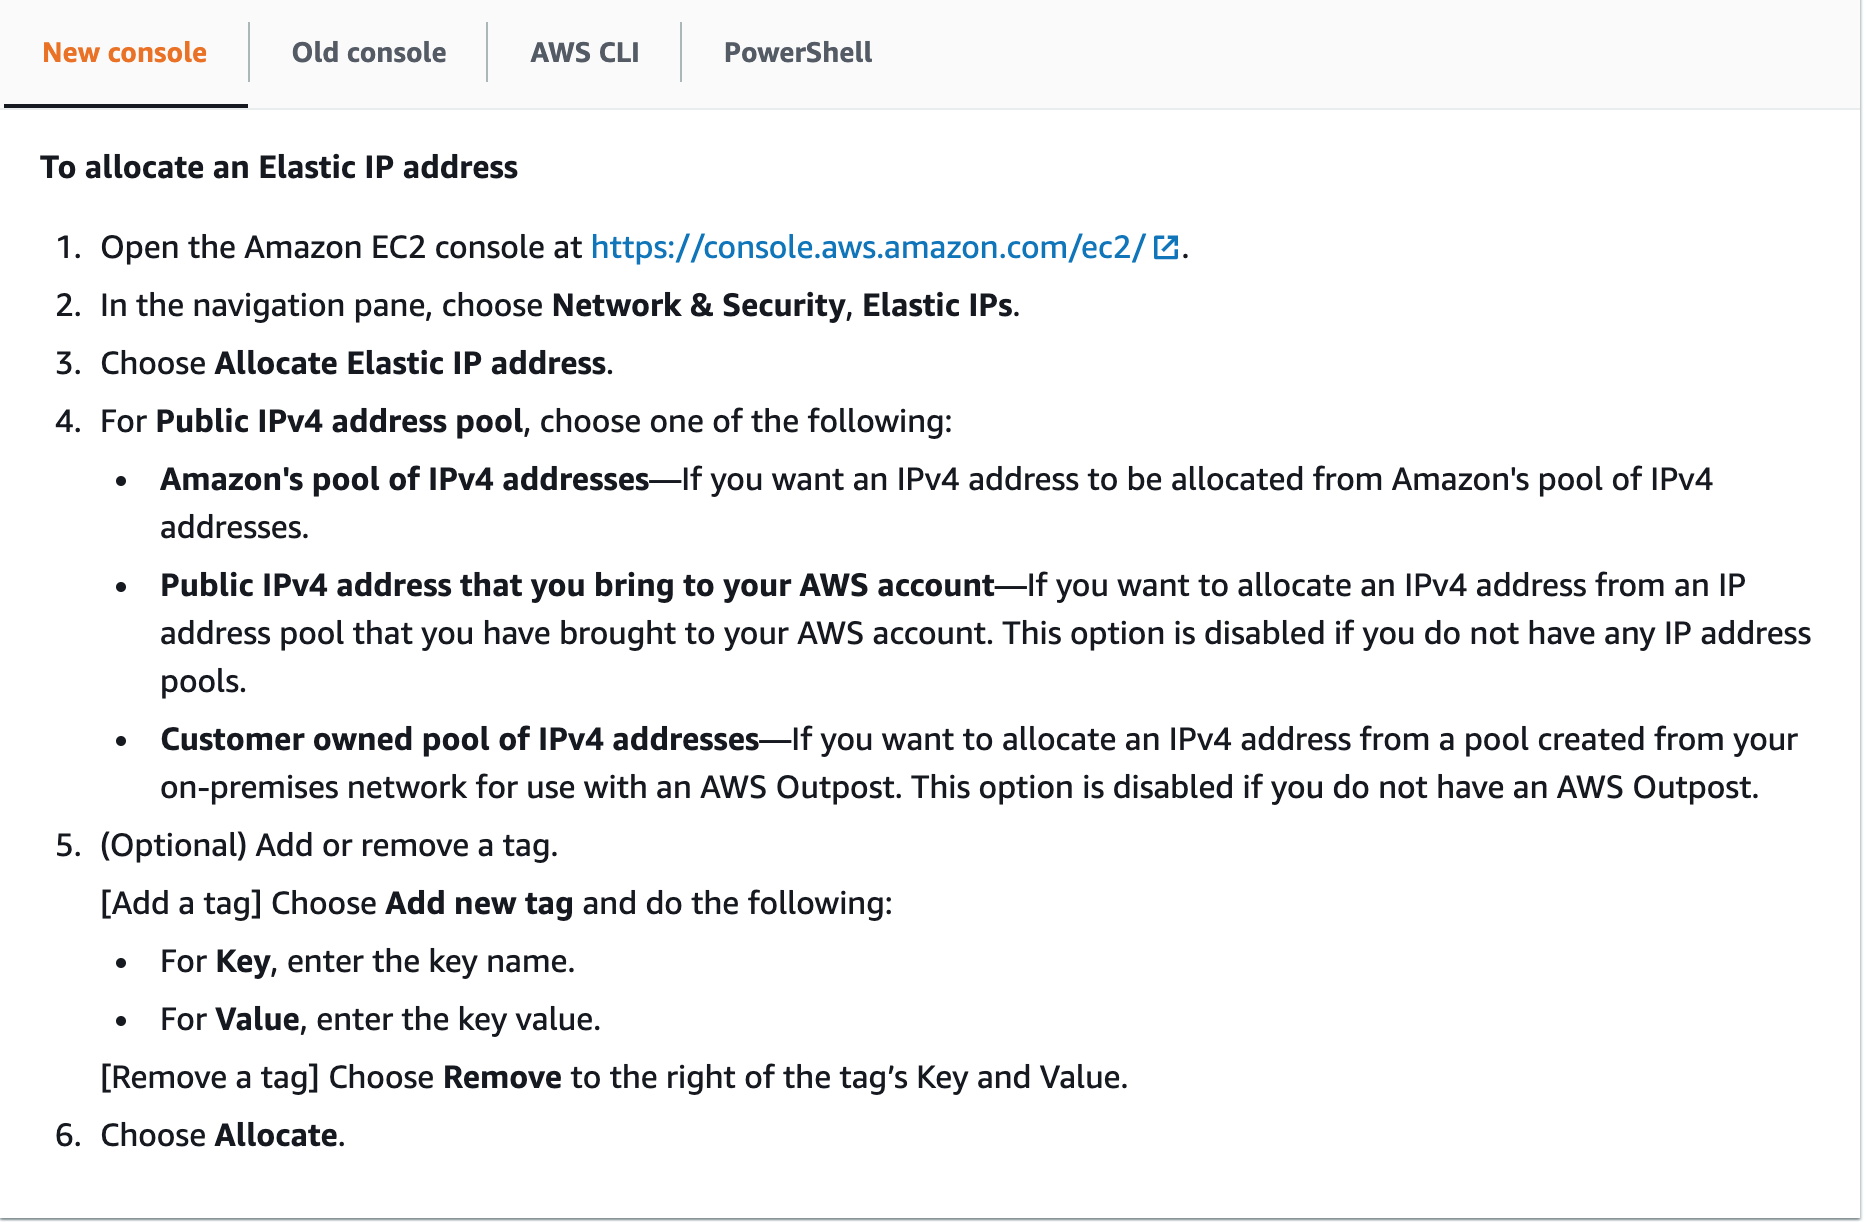 New console
Old console
AWS CLI
PowerShell
To allocate an Elastic IP address
1. Open the Amazon EC2 console at https://console.aws.amazon.com/ec2/.
2. In the navigation pane, choose Network & Security, Elastic IPs.
3. Choose Allocate Elastic IP address.
4. For Public IPv4 address pool, choose one of the following:
• Amazon's pool of IPv4 addresses—If you want an IPv4 address to be allocated from Amazon's pool of IPv4
addresses.
• Public IPv4 address that you bring to your AWS account—If you want to allocate an IPv4 address from an IP
address pool that you have brought to your AWS account. This option is disabled if you do not have any IP address
pools.
• Customer owned pool of IPv4 addresses—If you want to allocate an IPv4 address from a pool created from your
on-premises network for use with an AWS Outpost. This option is disabled if you do not have an AWS Outpost.
5. (Optional) Add or remove a tag.
[Add a tag] Choose Add new tag and do the following:
• For Key, enter the key name.
• For Value, enter the key value.
[Remove a tag] Choose Remove to the right of the tag’s Key and Value.
6. Choose Allocate.